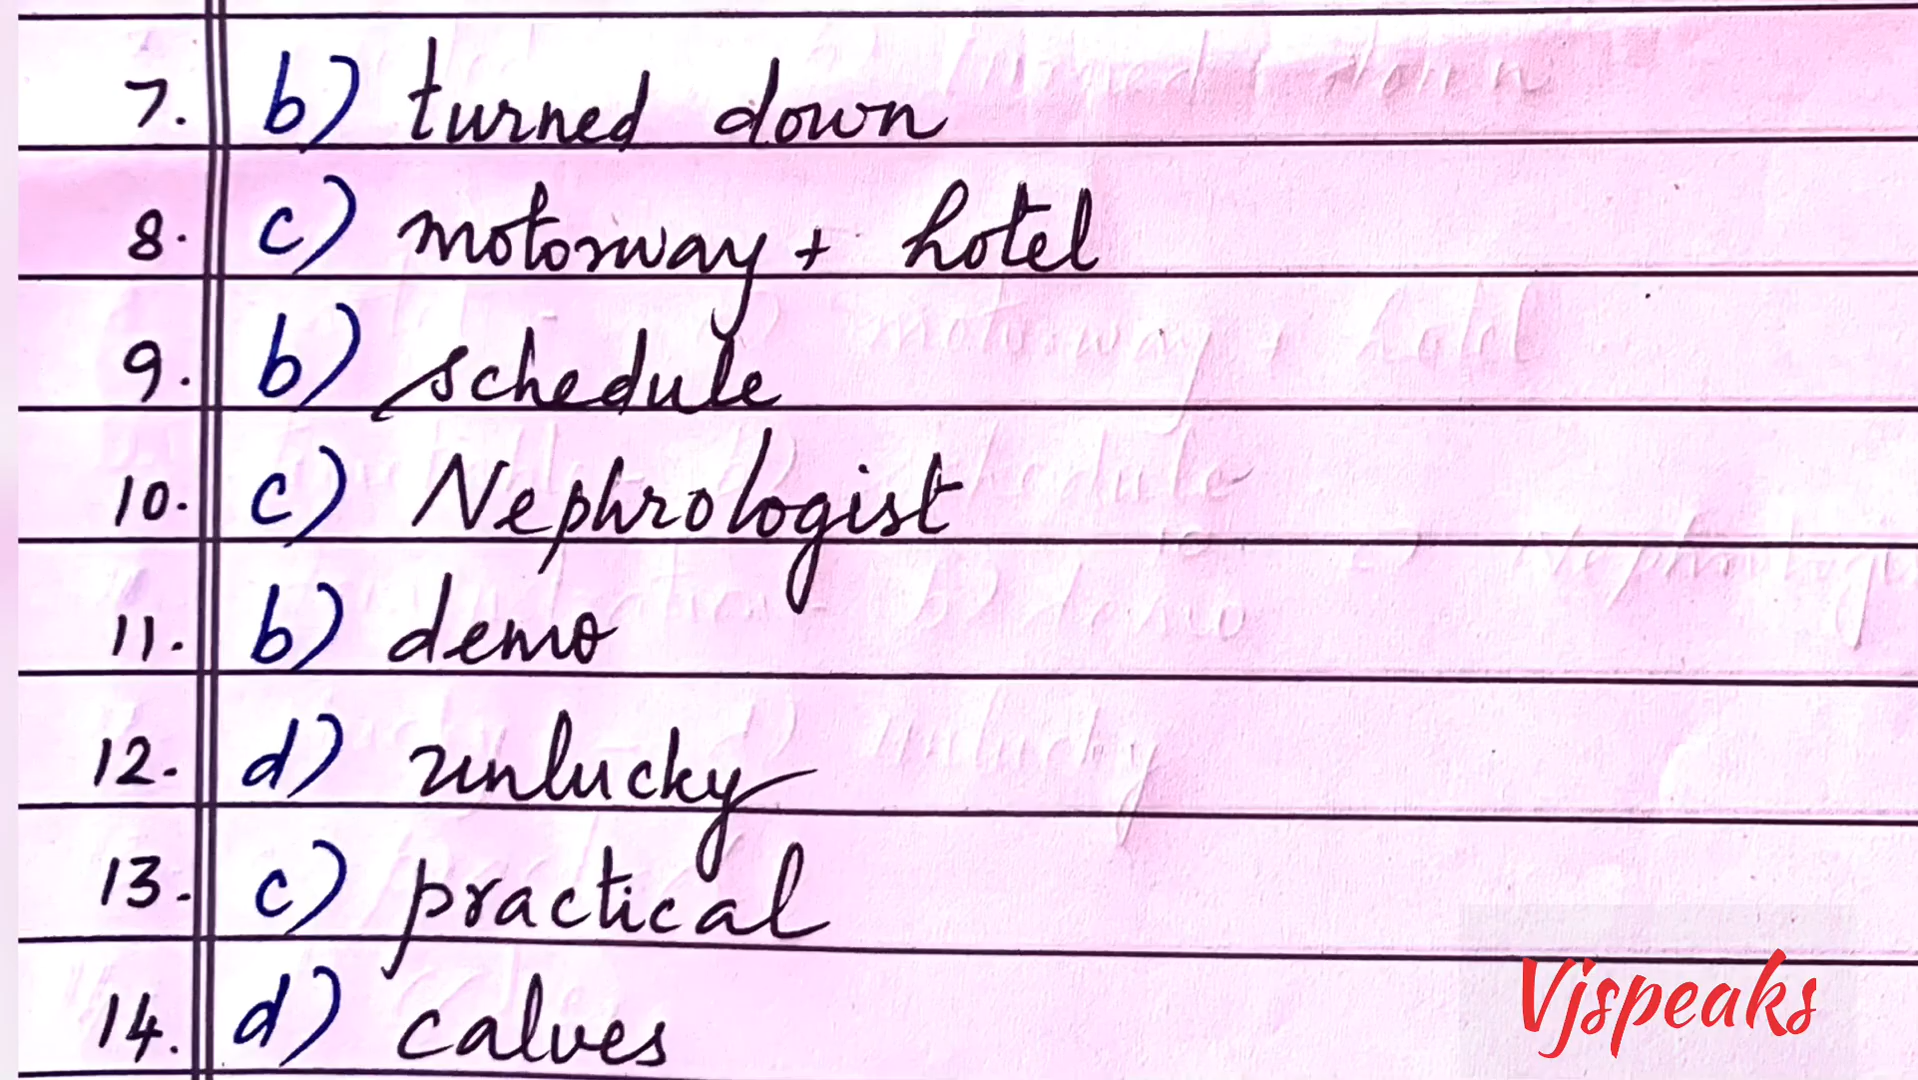 7. b) turned down
8. c) motorway + hotel
9. b) schedule
10. c) Nephrologist
11. b) demo
12. d) unlucky
13. c) practical
14. d) calves
Vjspeaks